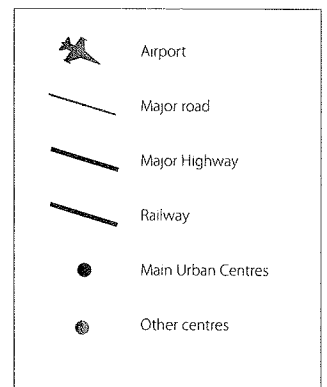 Airport
Major road
Major Highway
Railway
Main Urban Centres
Other centres